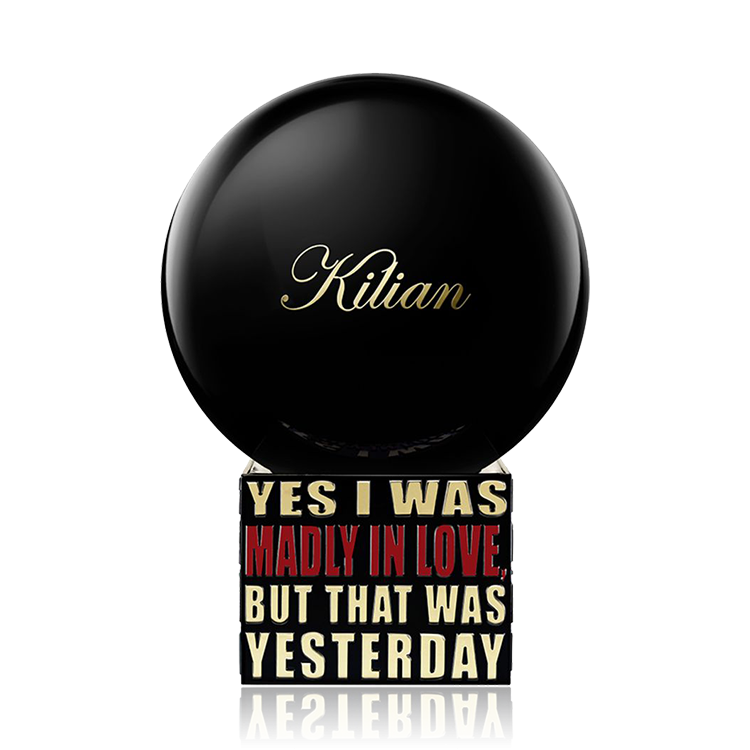 Kilian
YES I WAS
MADLY IN LOVE,
BUT THAT WAS
YESTERDAY